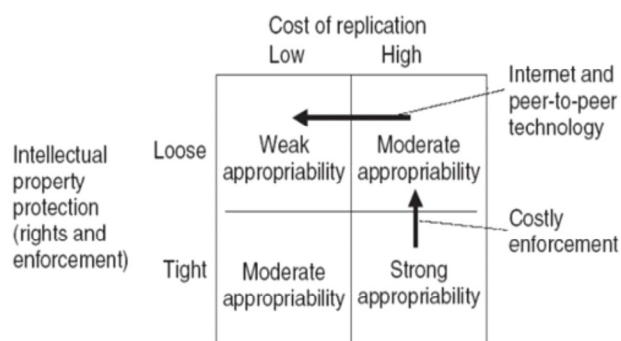 Cost of replication
Low High
Internet and
peer-to-peer
technology
Intellectual
property
protection
(rights and
enforcement)
Loose
Weak
appropriability
Moderate
appropriability
Costly
enforcement
Tight
Moderate
appropriability
Strong
appropriability